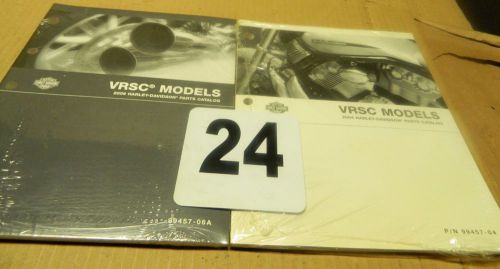 VRSC® MODELS
2006 HARLEY-DAVIDSON® PARTS CATALOG
99457-06A
24
VRSC MODELS
2004 HARLEY-DAVIDSON® PARTS CATALOG
P/N 99457-04